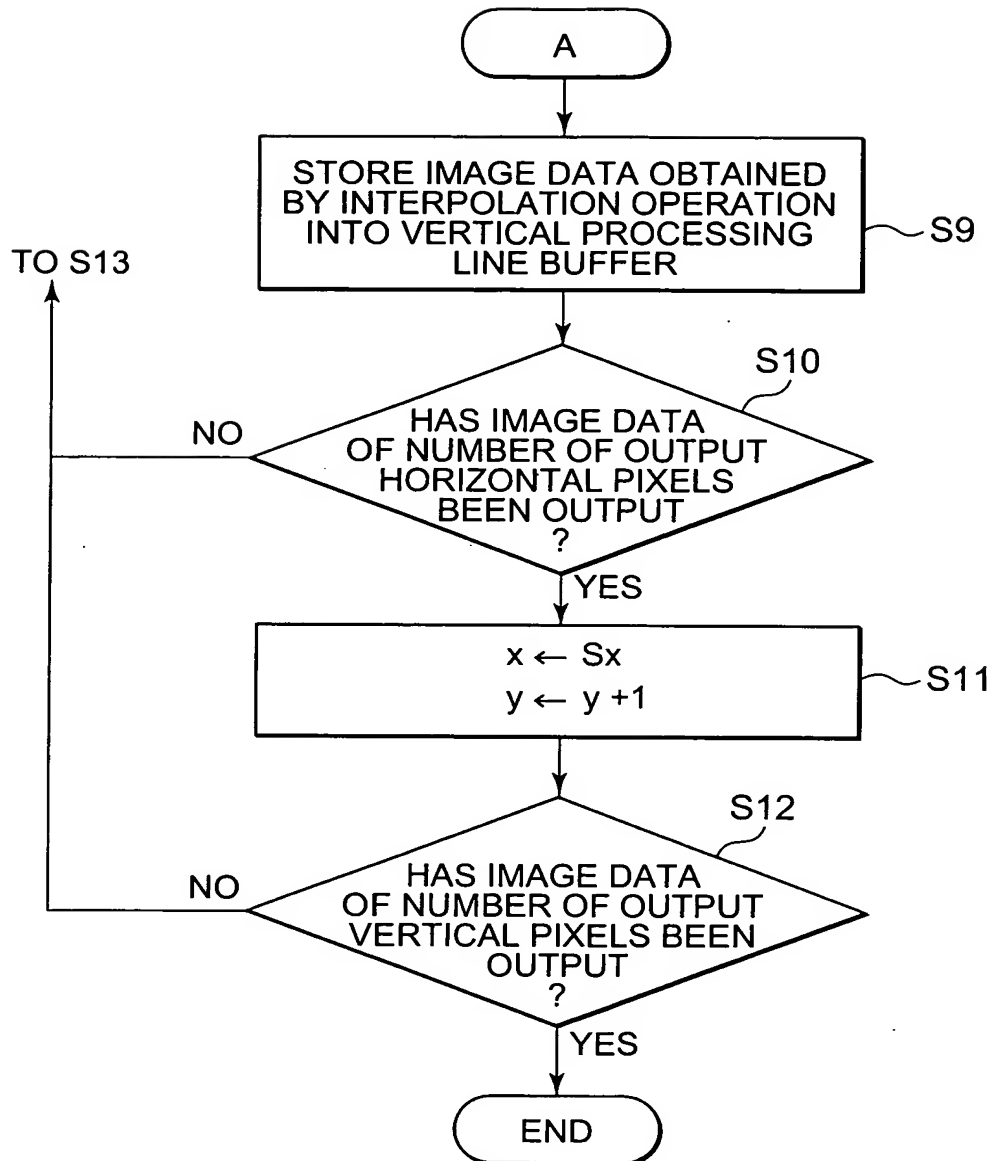 A
STORE IMAGE DATA OBTAINED
BY INTERPOLATION OPERATION
INTO VERTICAL PROCESSING
LINE BUFFER
S9
TO S13
S10
HAS IMAGE DATA
OF NUMBER OF OUTPUT
HORIZONTAL PIXELS
BEEN OUTPUT
?
NO
YES
x ← Sx
y ← y +1
S11
S12
HAS IMAGE DATA
OF NUMBER OF OUTPUT
VERTICAL PIXELS BEEN
OUTPUT
?
NO
YES
END